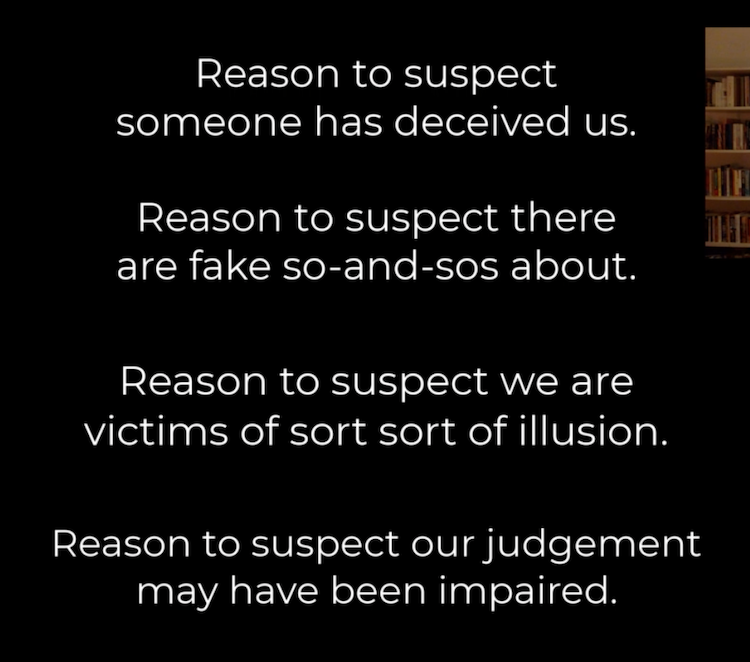 Reason to suspect
someone has deceived us.
Reason to suspect there
are fake so-and-sos about.
Reason to suspect we are
victims of sort sort of illusion.
Reason to suspect our judgement
may have been impaired.